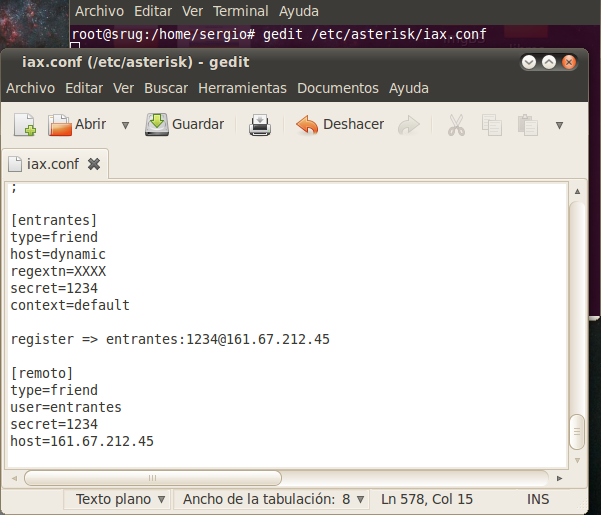 Archivo Editar Ver Terminal Ayuda
root@srug:/home/sergio# gedit /etc/asterisk/iax.conf
iax.conf (/etc/asterisk) - gedit
Archivo Editar Ver Buscar Herramientas Documentos Ayuda
Abrir Guardar Deshacer
iax.conf
;
[entrantes]
type=friend
host=dynamic
regextn=XXXX
secret=1234
context=default
register => entrantes:1234@161.67.212.45
[remoto]
type=friend
user=entrantes
secret=1234
host=161.67.212.45
Texto plano Ancho de la tabulación: 8 Ln 578, Col 15 INS